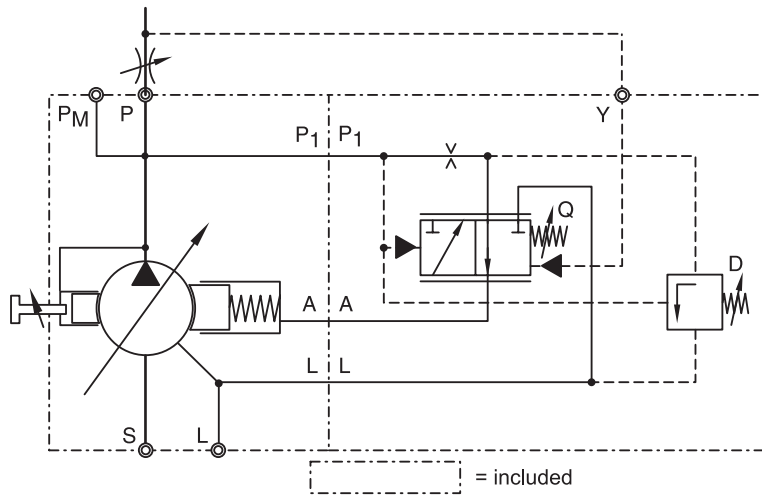 PM P Y
P1 P1
Q
D
A A
L L
S L
= included